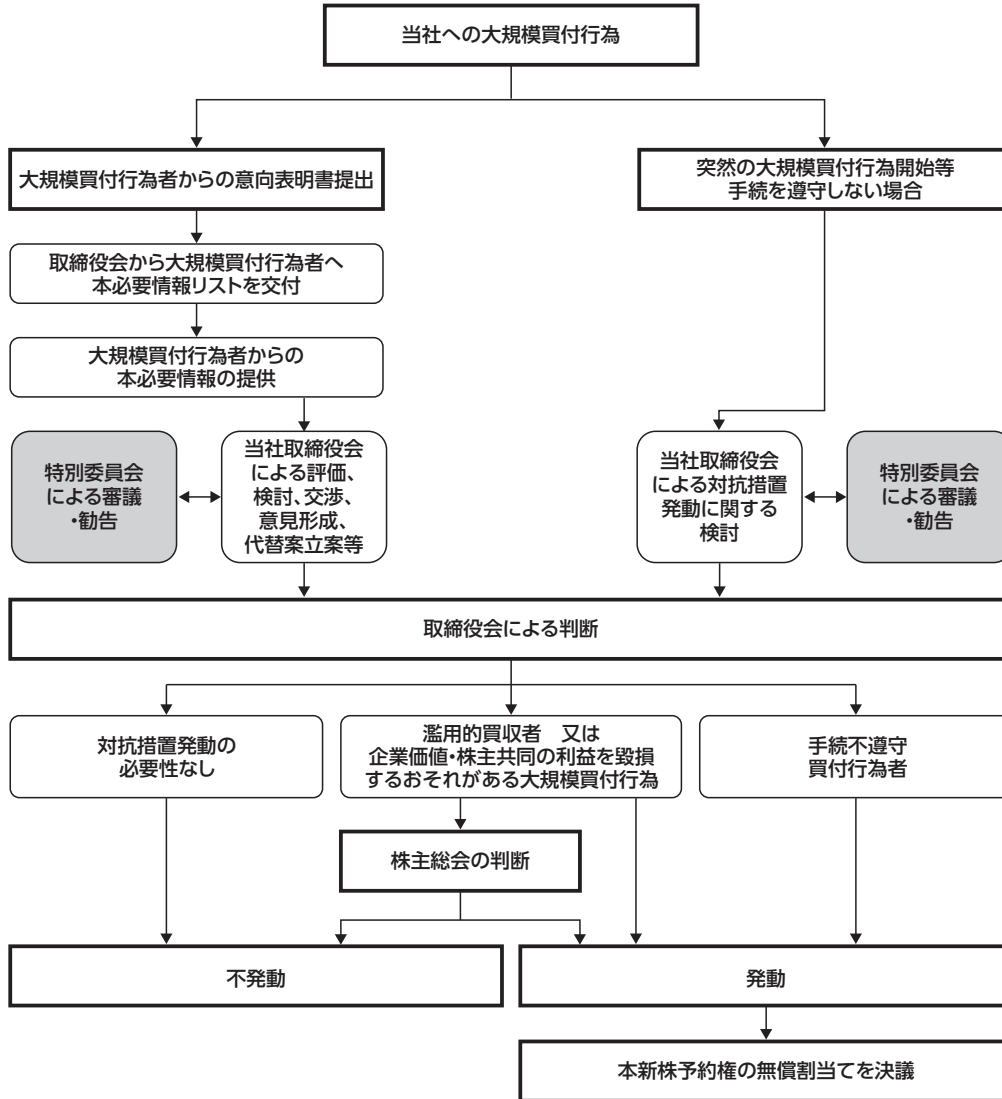 当社への大規模買付行為
大規模買付行為者からの意向表明書提出
突然の大規模買付行為開始等
手続を遵守しない場合
取締役会から大規模買付行為者へ
本必要情報リストを交付
大規模買付行為者からの
本必要情報の提供
特別委員会
による審議
・勧告
当社取締役会
による評価、
検討、交渉、
意見形成、
代替案立案等
当社取締役会
による対抗措置
発動に関する
検討
特別委員会
による審議
・勧告
取締役会による判断
対抗措置発動の
必要性なし
濫用的買収者　又は
企業価値・株主共同の利益を毀損
するおそれがある大規模買付行為
手続不遵守
買付行為者
株主総会の判断
不発動
発動
本新株予約権の無償割当てを決議